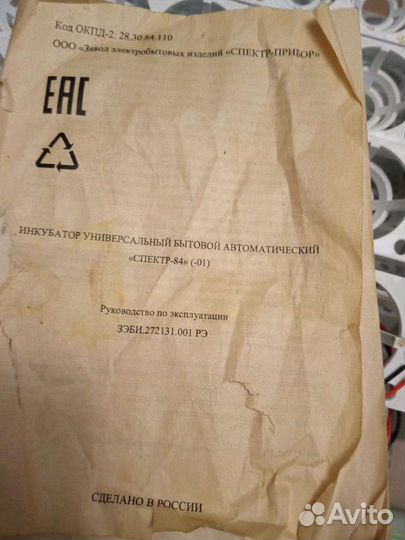 Код ОКПД-2: 28.30.84.110
ООО «Завод электробытовых изделий «СПЕКТР-ПРИБОР»
EAC
ИНКУБАТОР УНИВЕРСАЛЬНЫЙ БЫТОВОЙ АВТОМАТИЧЕСКИЙ
«СПЕКТР-84» (-01)
Руководство по эксплуатации
ЗЭБИ.272131.001 РЭ
СДЕЛАНО В РОССИИ
Avito